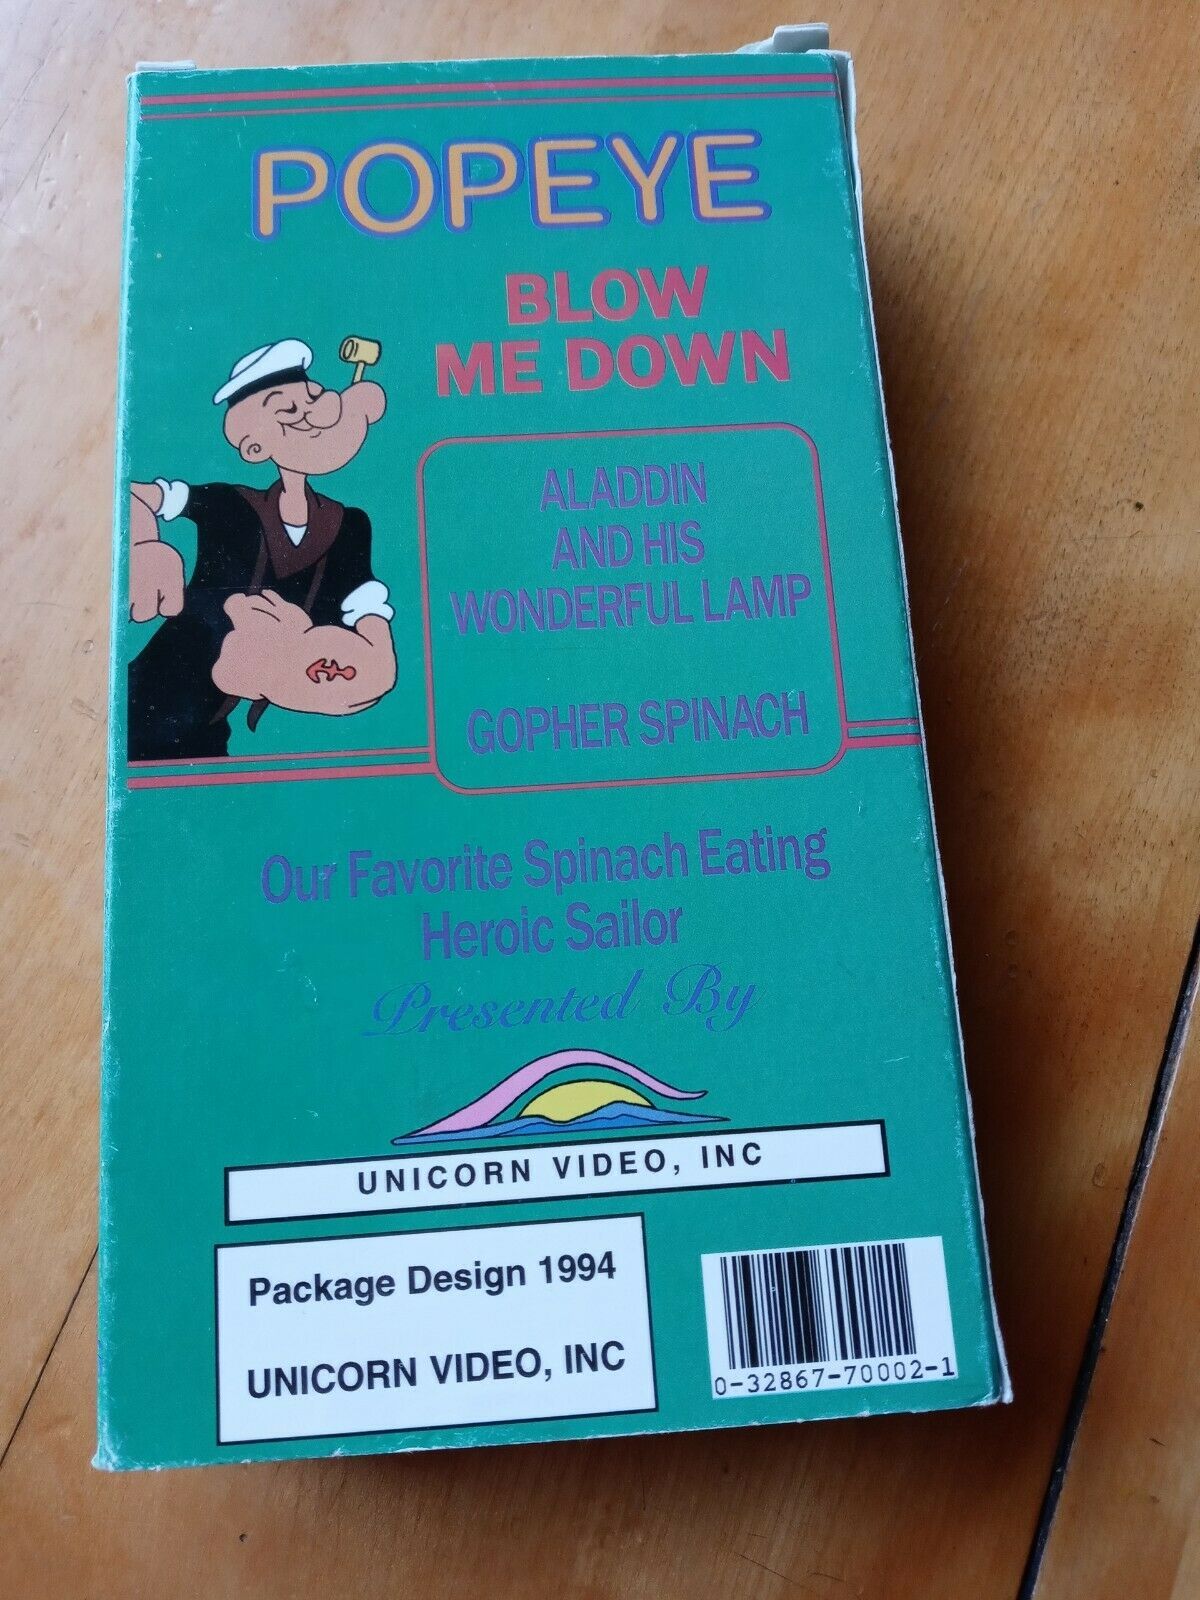 POPEYE
BLOW
ME DOWN
ALADDIN
AND HIS
WONDERFUL LAMP
GOPHER SPINACH
Our Favorite Spinach Eating
Heroic Sailor
Presented By
UNICORN VIDEO, INC
Package Design 1994
UNICORN VIDEO, INC
0-32867-70002-1